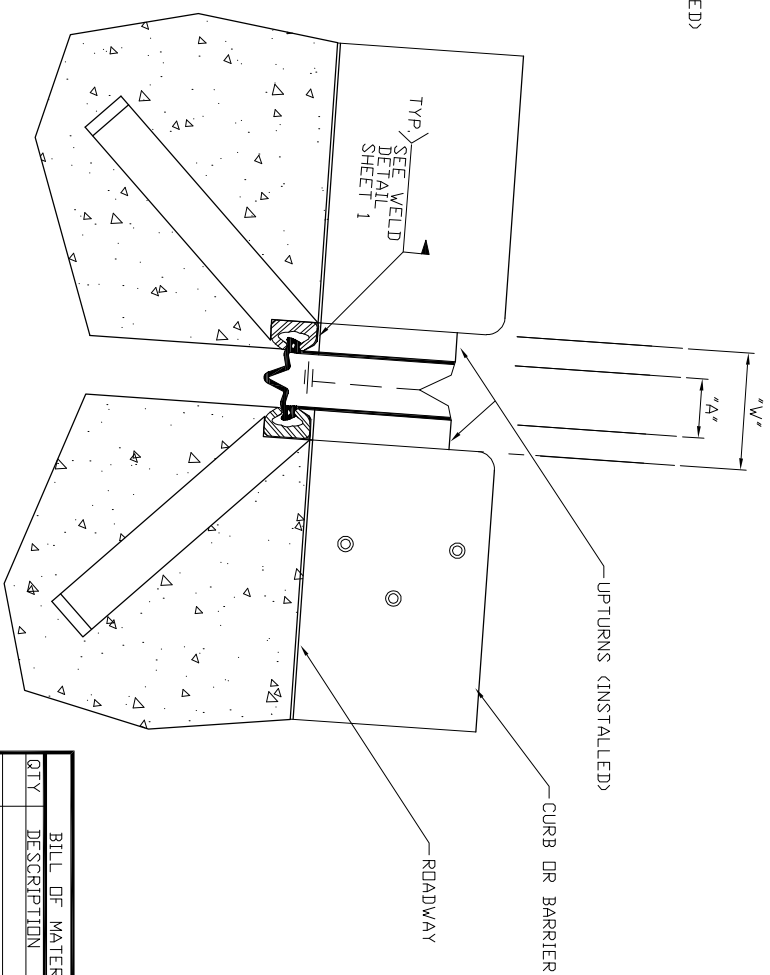 ED)
"W"
"A"
TYP.
SEE WELD
DETAIL
SHEET 1
UPTURNS (INSTALLED)
CURB OR BARRIER
ROADWAY
BILL OF MATER
QTY
DESCRIPTION